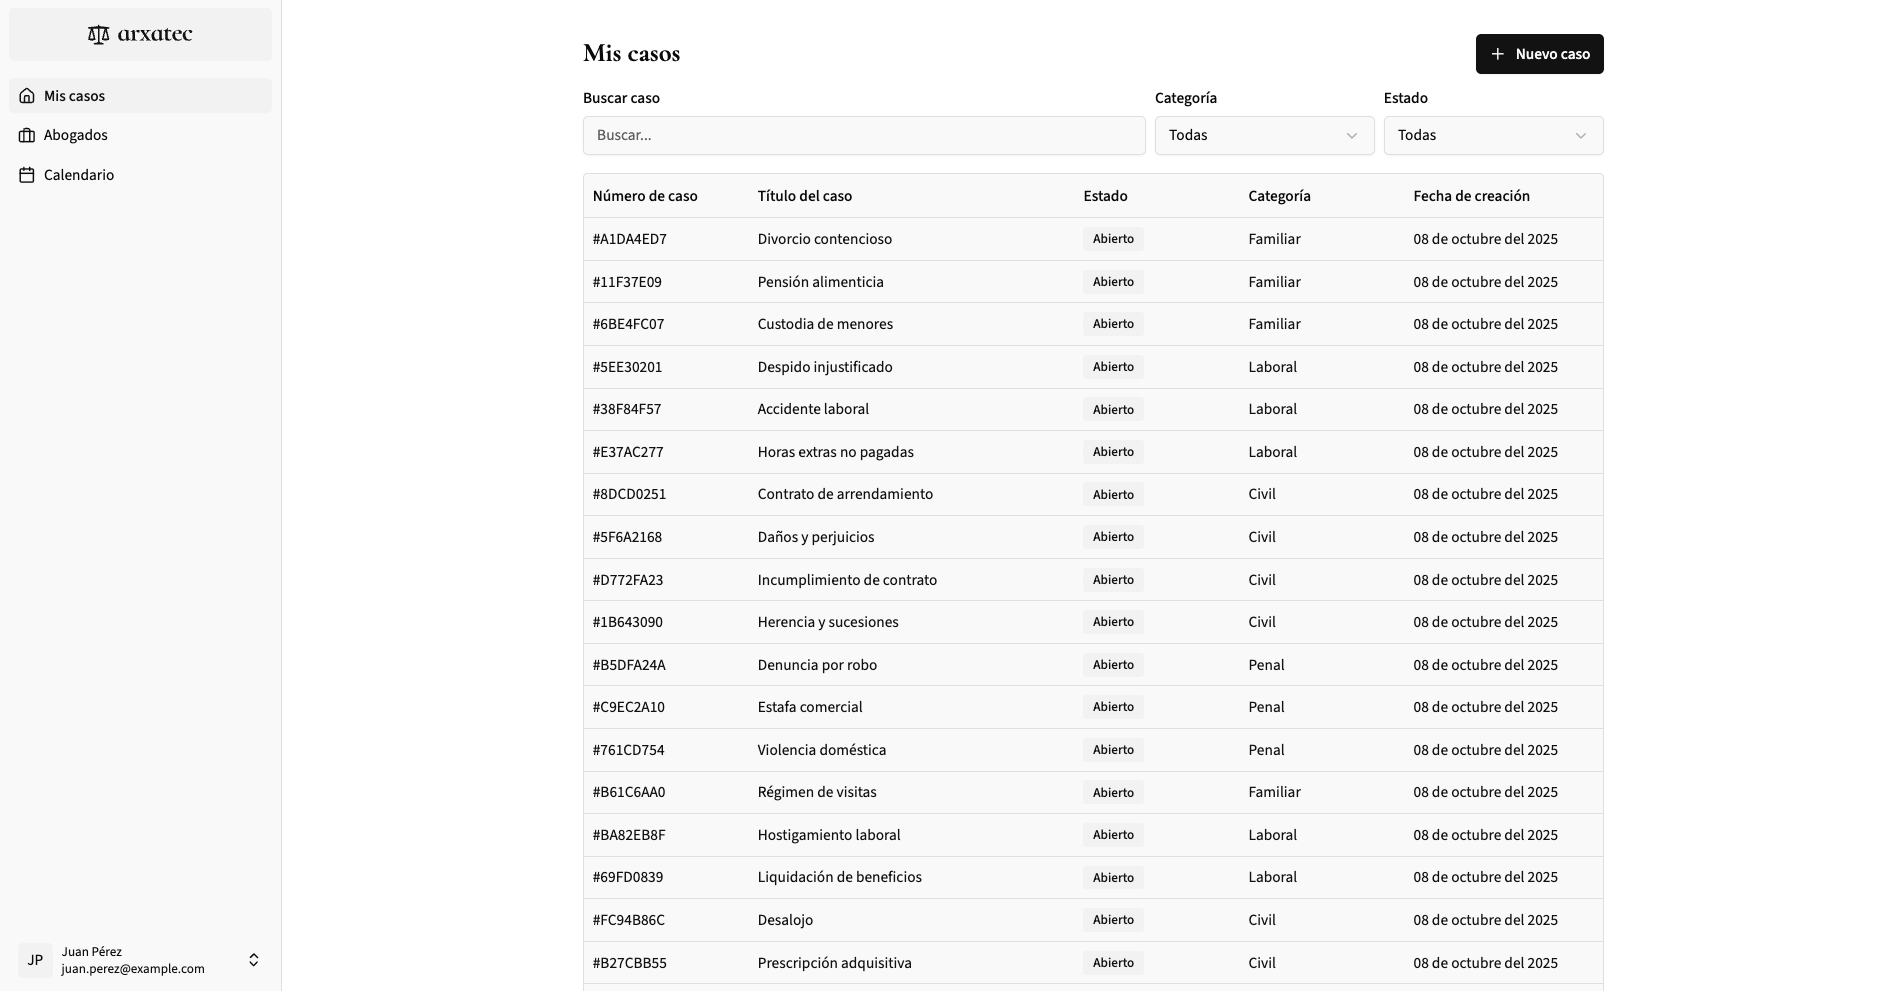 arxatec
Mis casos
Abogados
Calendario
Juan Pérez
juan.perez@example.com
JP
Mis casos
Nuevo caso
Buscar caso Categoría Estado
Buscar... Todas Todas
Número de caso Título del caso Estado Categoría Fecha de creación
#A1DA4ED7 Divorcio contencioso Abierto Familiar 08 de octubre del 2025
#11F37E09 Pensión alimenticia Abierto Familiar 08 de octubre del 2025
#6BE4FC07 Custodia de menores Abierto Familiar 08 de octubre del 2025
#5EE30201 Despido injustificado Abierto Laboral 08 de octubre del 2025
#38F84F57 Accidente laboral Abierto Laboral 08 de octubre del 2025
#E37AC277 Horas extras no pagadas Abierto Laboral 08 de octubre del 2025
#8DCD0251 Contrato de arrendamiento Abierto Civil 08 de octubre del 2025
#5F6A2168 Daños y perjuicios Abierto Civil 08 de octubre del 2025
#D772FA23 Incumplimiento de contrato Abierto Civil 08 de octubre del 2025
#1B643090 Herencia y sucesiones Abierto Civil 08 de octubre del 2025
#B5DFA24A Denuncia por robo Abierto Penal 08 de octubre del 2025
#C9EC2A10 Estafa comercial Abierto Penal 08 de octubre del 2025
#761CD754 Violencia doméstica Abierto Penal 08 de octubre del 2025
#B61C6AA0 Régimen de visitas Abierto Familiar 08 de octubre del 2025
#BA82EB8F Hostigamiento laboral Abierto Laboral 08 de octubre del 2025
#69FD0839 Liquidación de beneficios Abierto Laboral 08 de octubre del 2025
#FC94B86C Desalojo Abierto Civil 08 de octubre del 2025
#B27CBB55 Prescripción adquisitiva Abierto Civil 08 de octubre del 2025